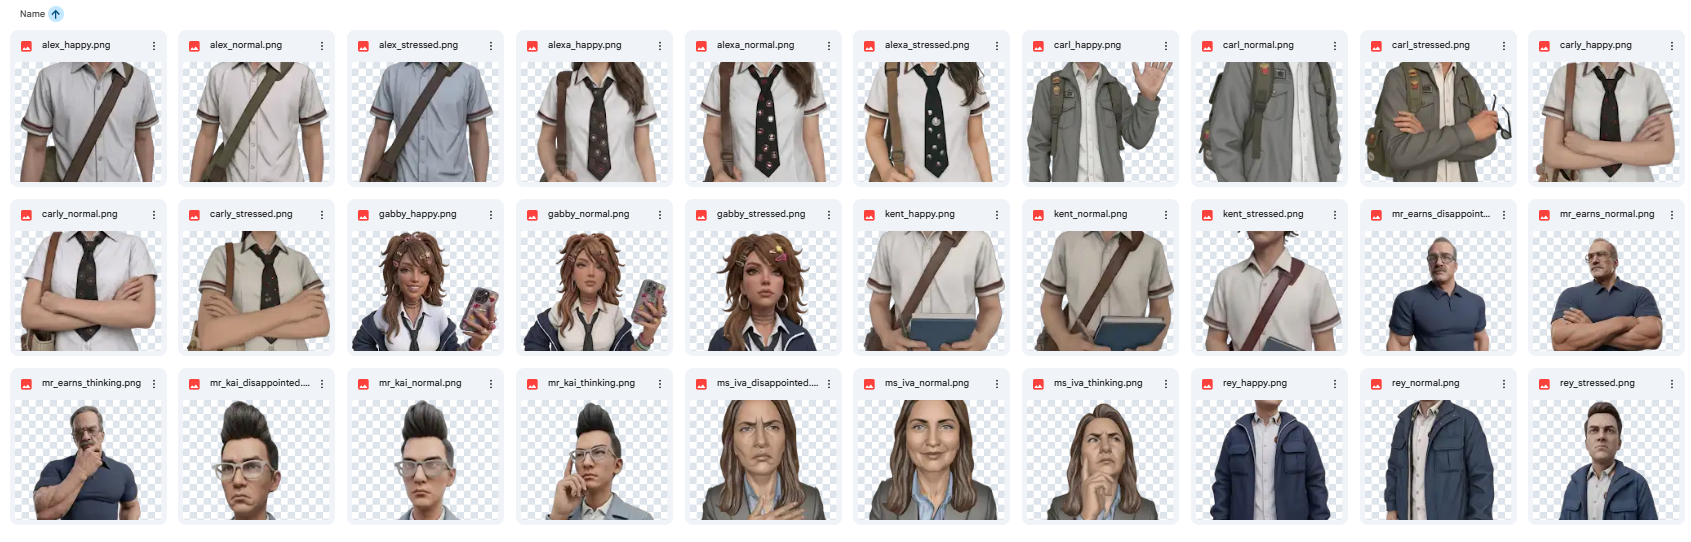 Name
alex_happy.png
alex_normal.png
alex_stressed.png
alexa_happy.png
alexa_normal.png
alexa_stressed.png
carl_happy.png
carl_normal.png
carl_stressed.png
carly_happy.png
carly_normal.png
carly_stressed.png
gabby_happy.png
gabby_normal.png
gabby_stressed.png
kent_happy.png
kent_normal.png
kent_stressed.png
mr_earns_disappoint...
mr_earns_normal.png
mr_earns_thinking.png
mr_kai_disappointed....
mr_kai_normal.png
mr_kai_thinking.png
ms_iva_disappointed....
ms_iva_normal.png
ms_iva_thinking.png
rey_happy.png
rey_normal.png
rey_stressed.png